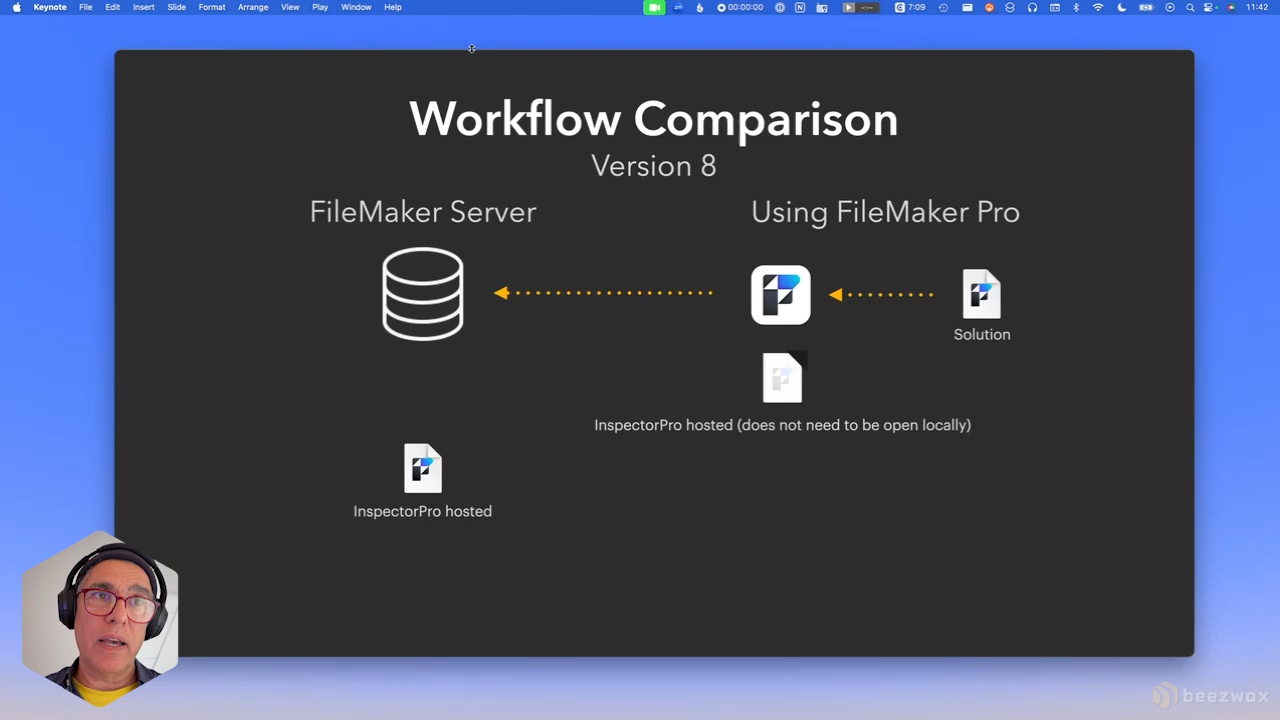 Keynote File Edit Insert Slide Format Arrange View Play Window Help 00:00:00 7:09 11:42
Workflow Comparison
Version 8
FileMaker Server Using FileMaker Pro
Solution
InspectorPro hosted (does not need to be open locally)
InspectorPro hosted
beezwax